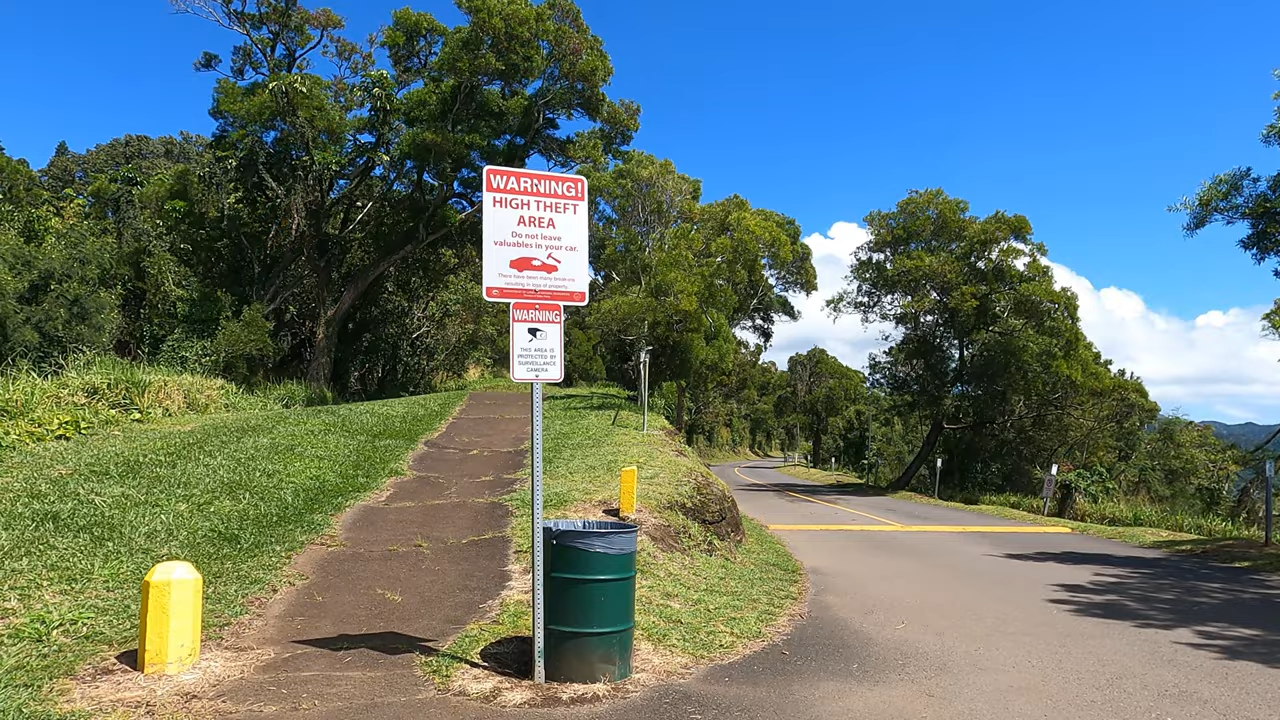 WARNING!
HIGH THEFT
AREA
Do not leave
valuables in your car.
There have been many break-ins
resulting in loss of property.
WARNING
THIS AREA IS
PROTECTED BY
SURVEILLANCE
CAMERA